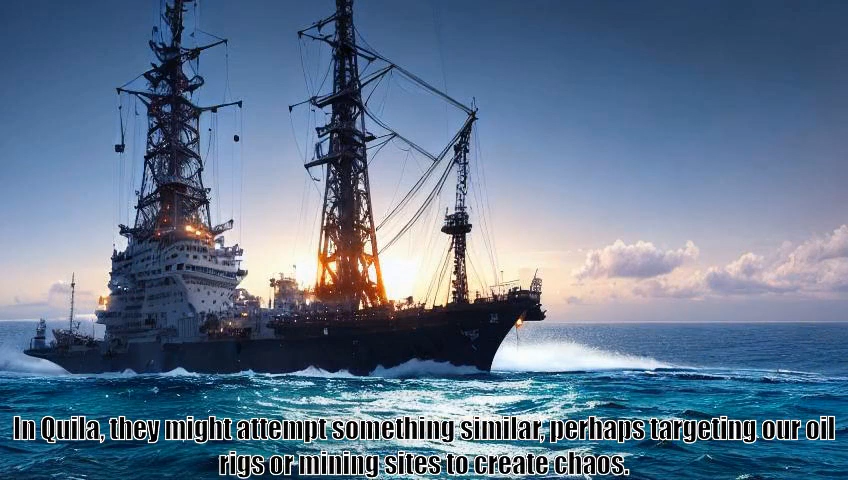 In Quila, they might attempt something similar, perhaps targeting our oil
rigs or mining sites to create chaos.